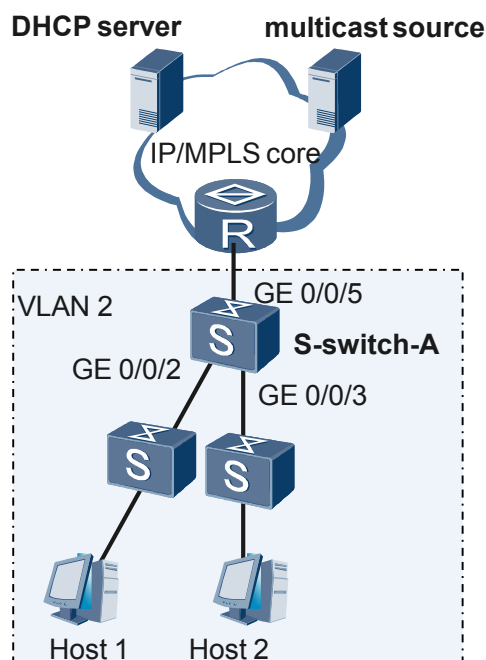 DHCP server
multicast source
IP/MPLS core
R
VLAN 2
GE 0/0/5
S
S-switch-A
GE 0/0/2
GE 0/0/3
S
S
Host 1
Host 2